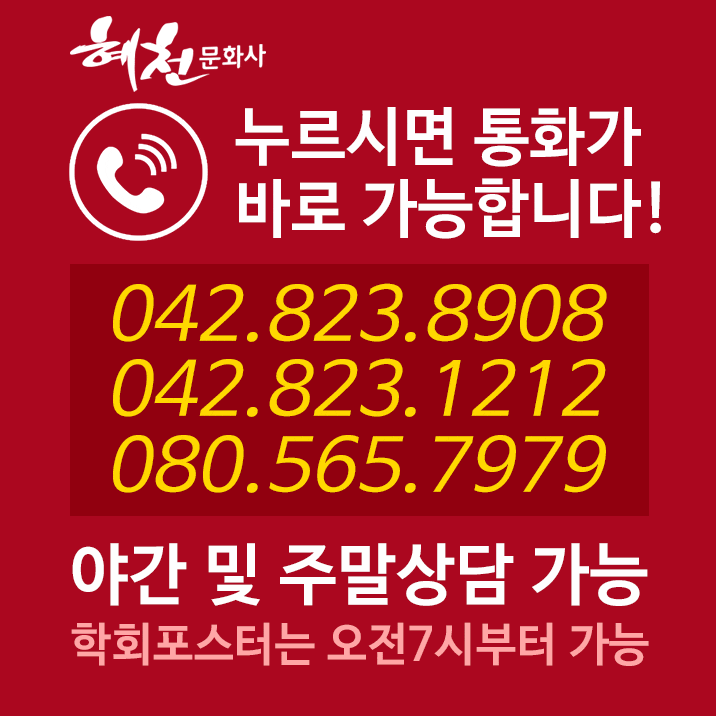 혜천문화사
누르시면 통화가
바로 가능합니다!
042.823.8908
042.823.1212
080.565.7979
야간 및 주말상담 가능
학회포스터는 오전7시부터 가능